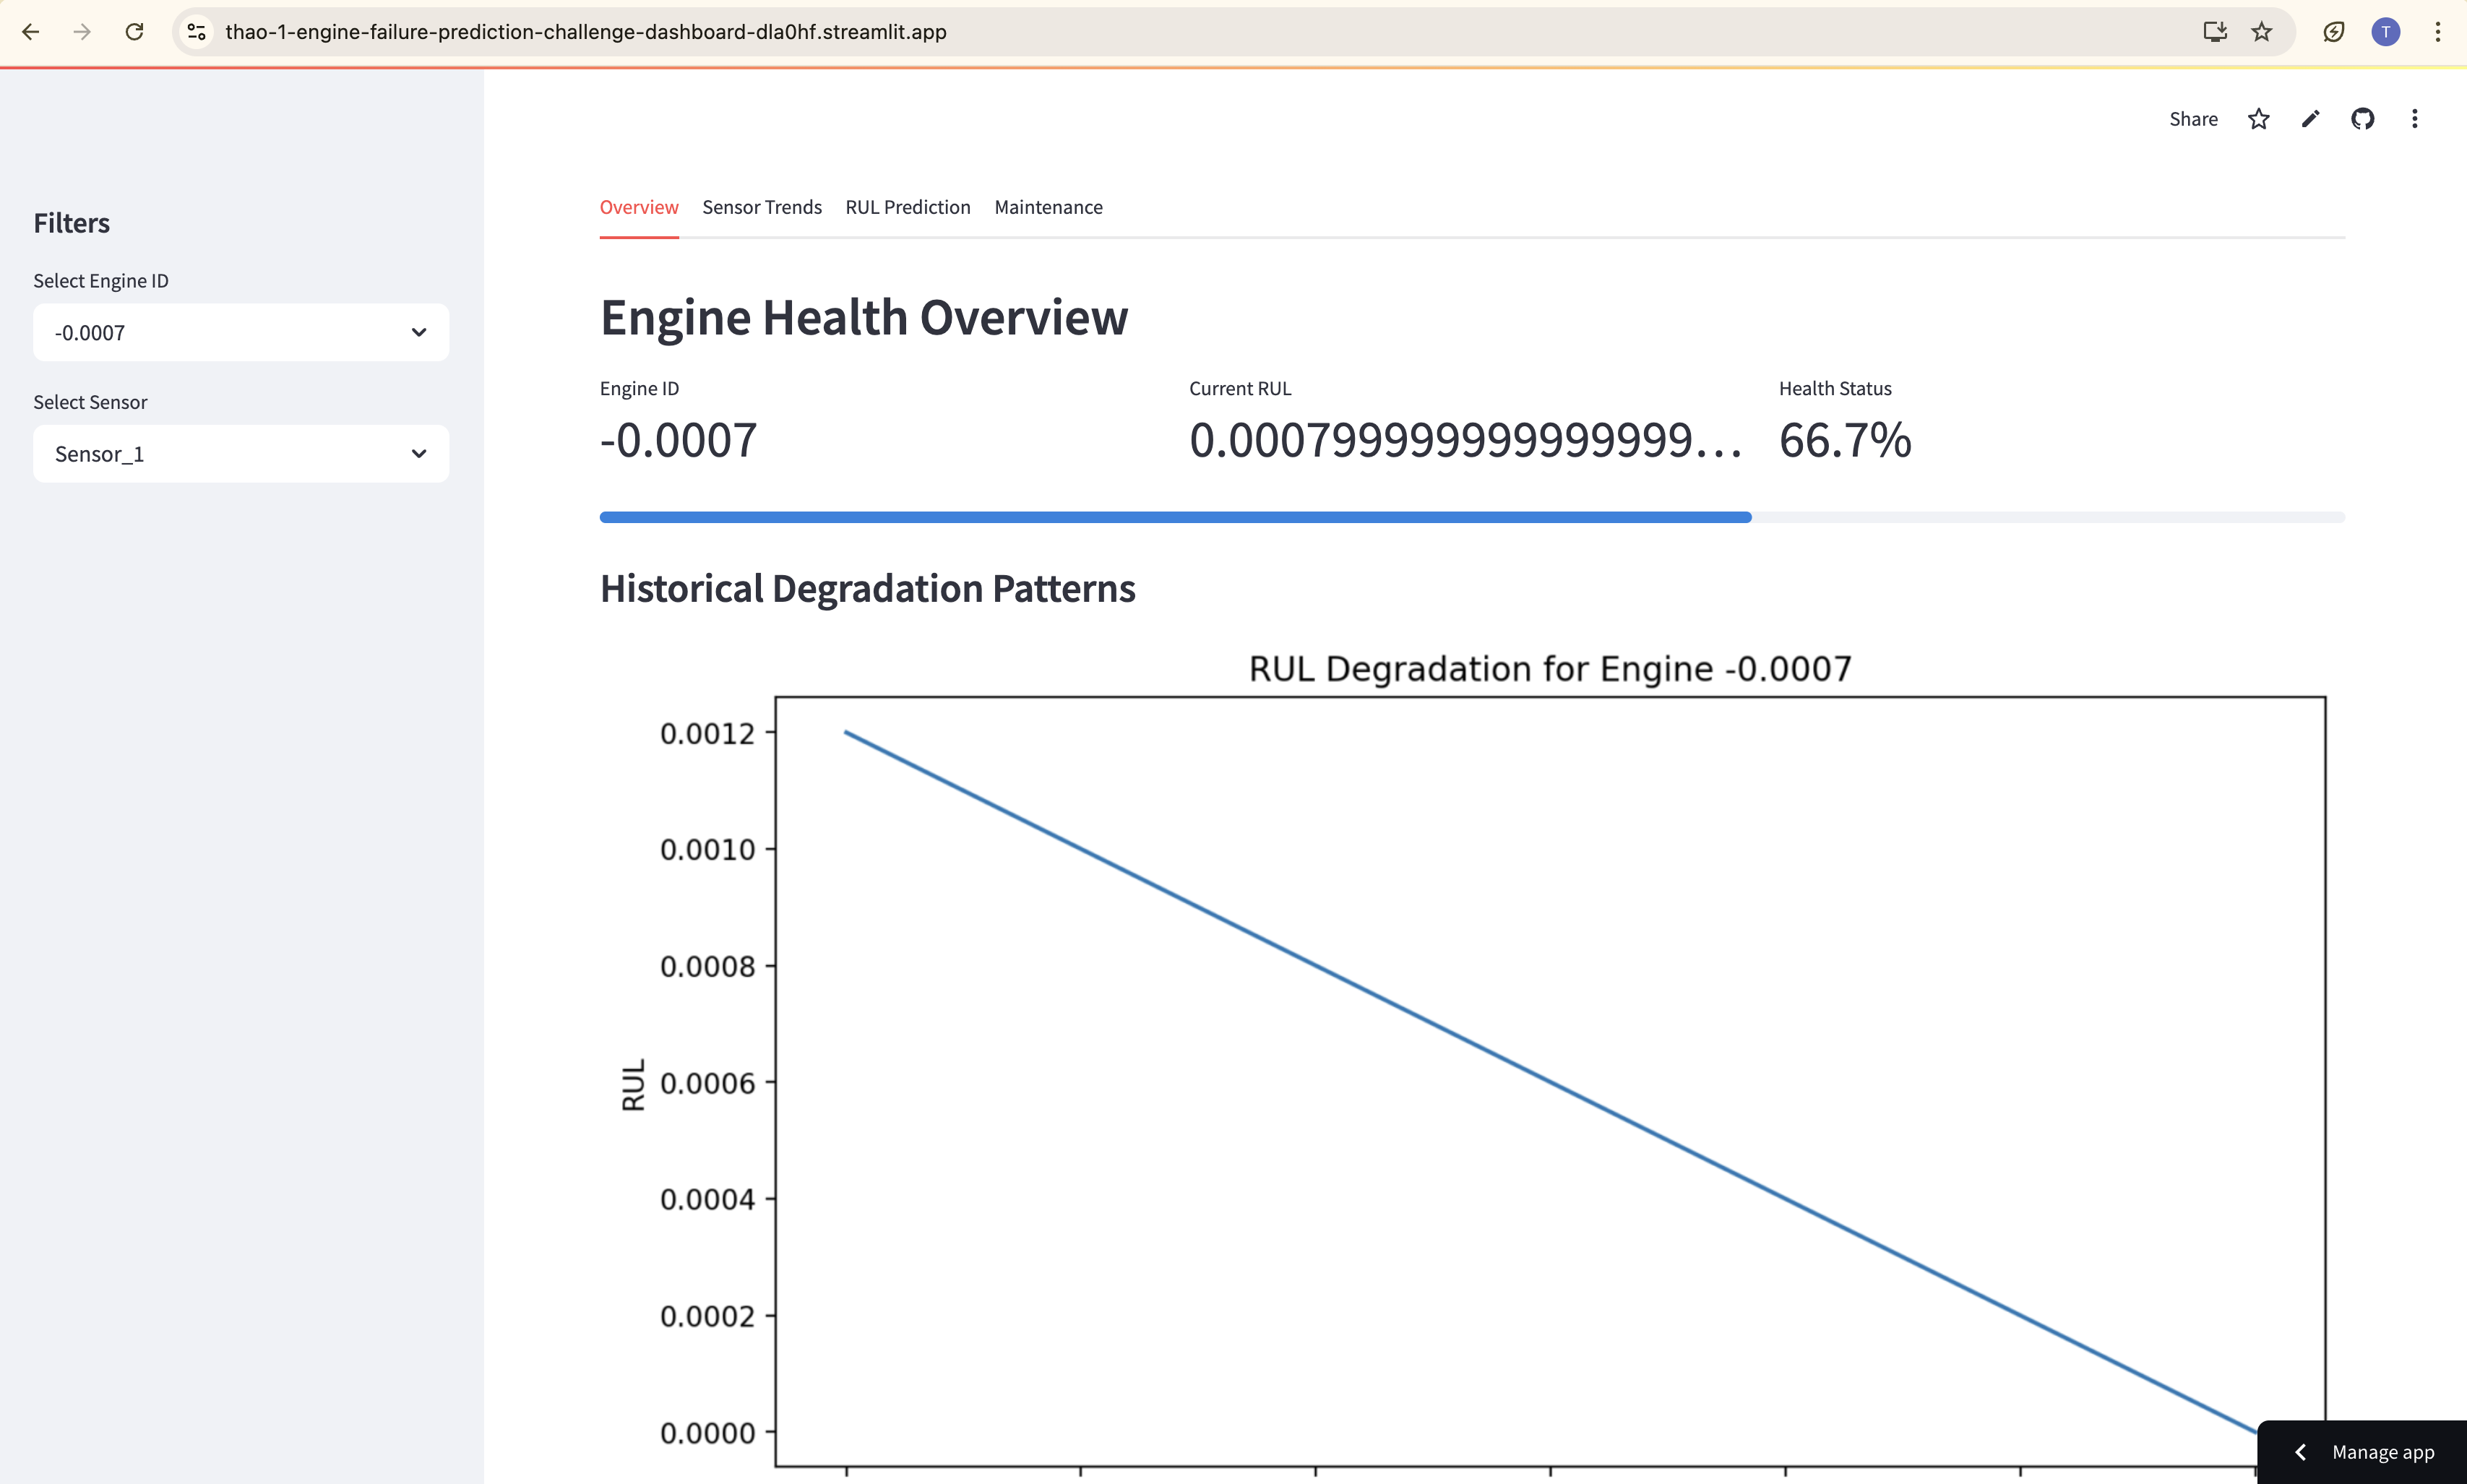 thao-1-engine-failure-prediction-challenge-dashboard-dla0hf.streamlit.app
T
Share
Filters
Select Engine ID
-0.0007
Select Sensor
Sensor_1
Overview Sensor Trends RUL Prediction Maintenance
Engine Health Overview
Engine ID Current RUL Health Status
-0.0007 0.000799999999999999... 66.7%
Historical Degradation Patterns
RUL Degradation for Engine -0.0007
0.0012
0.0010
0.0008
0.0006
0.0004
0.0002
0.0000
RUL
Manage app